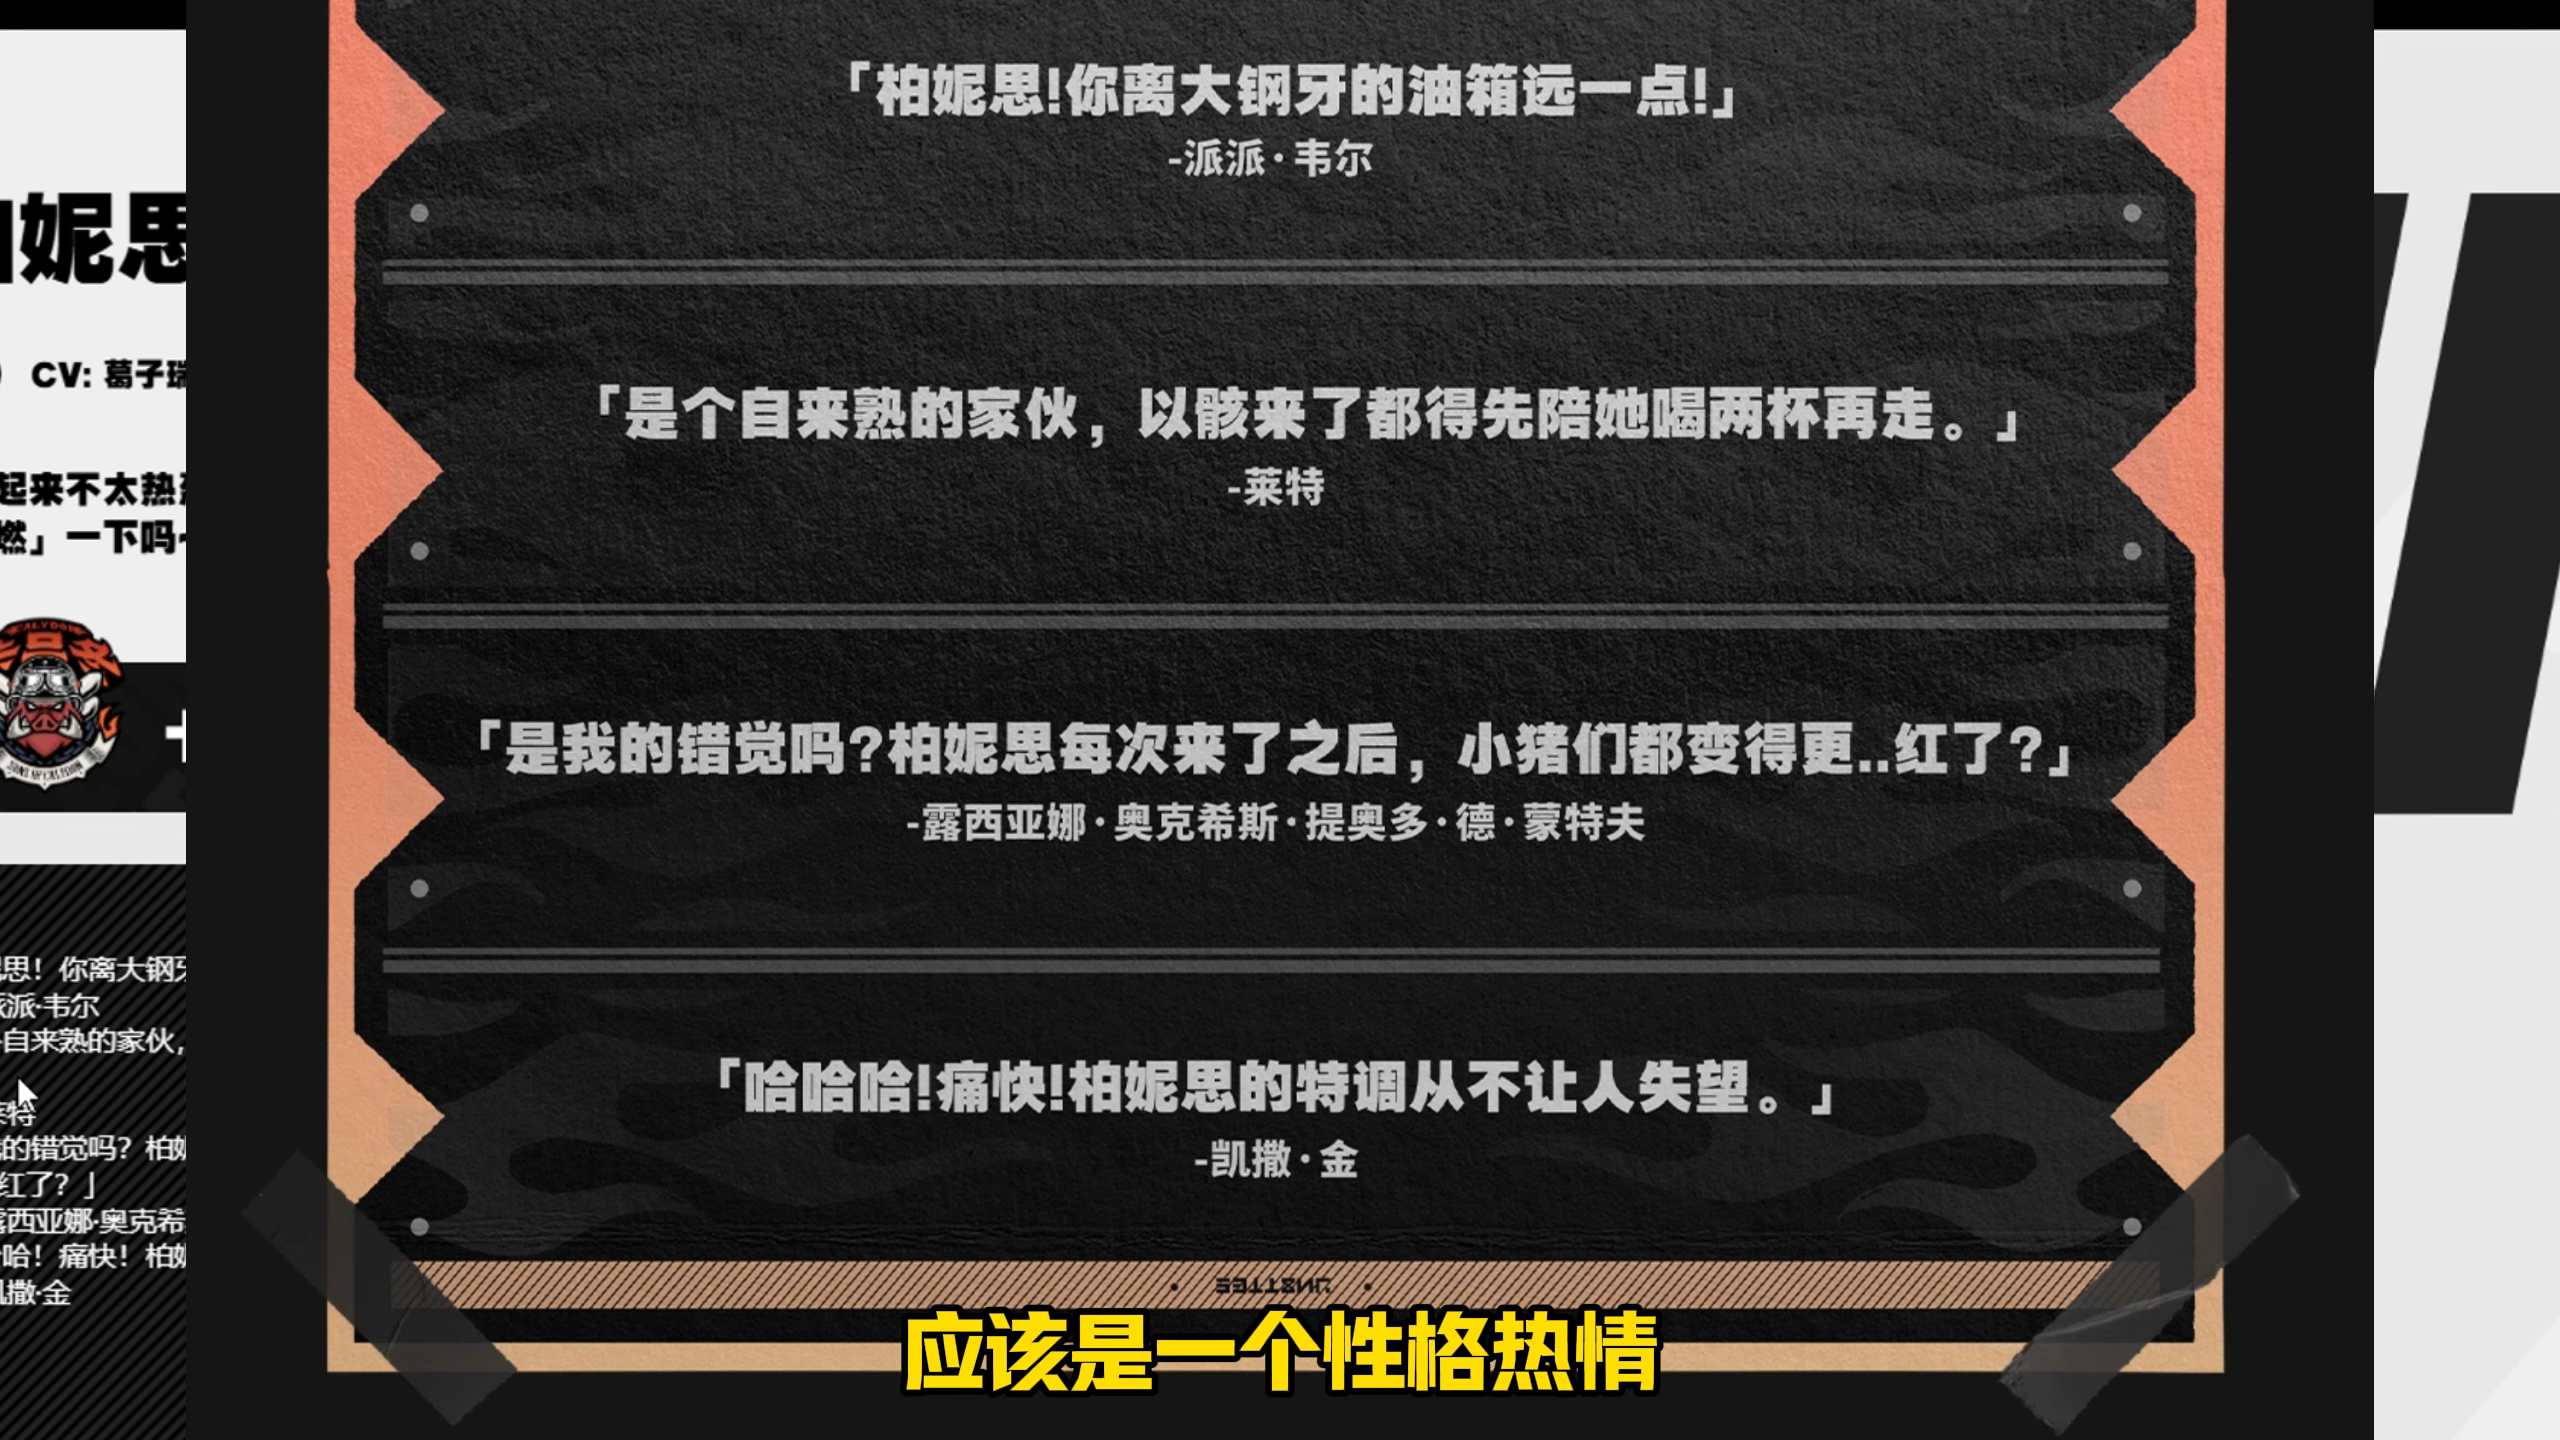 「柏妮思!你离大钢牙的油箱远一点!」
-派派·韦尔
「是个自来熟的家伙，以骸来了都得先陪她喝两杯再走。」
-莱特
「是我的错觉吗?柏妮思每次来了之后，小猪们都变得更..红了?」
-露西亚娜·奥克希斯·提奥多·德·蒙特夫
「哈哈哈!痛快!柏妮思的特调从不让人失望。」
-凯撒·金
应该是一个性格热情
妮思
CV: 葛子瑞
起来不太热
燃」一下吗
思！你离大钢牙
派·韦尔
自来熟的家伙，
特
的错觉吗？柏妮
红了？」
西亚娜·奥克希
哈！痛快！柏妮
撒·金